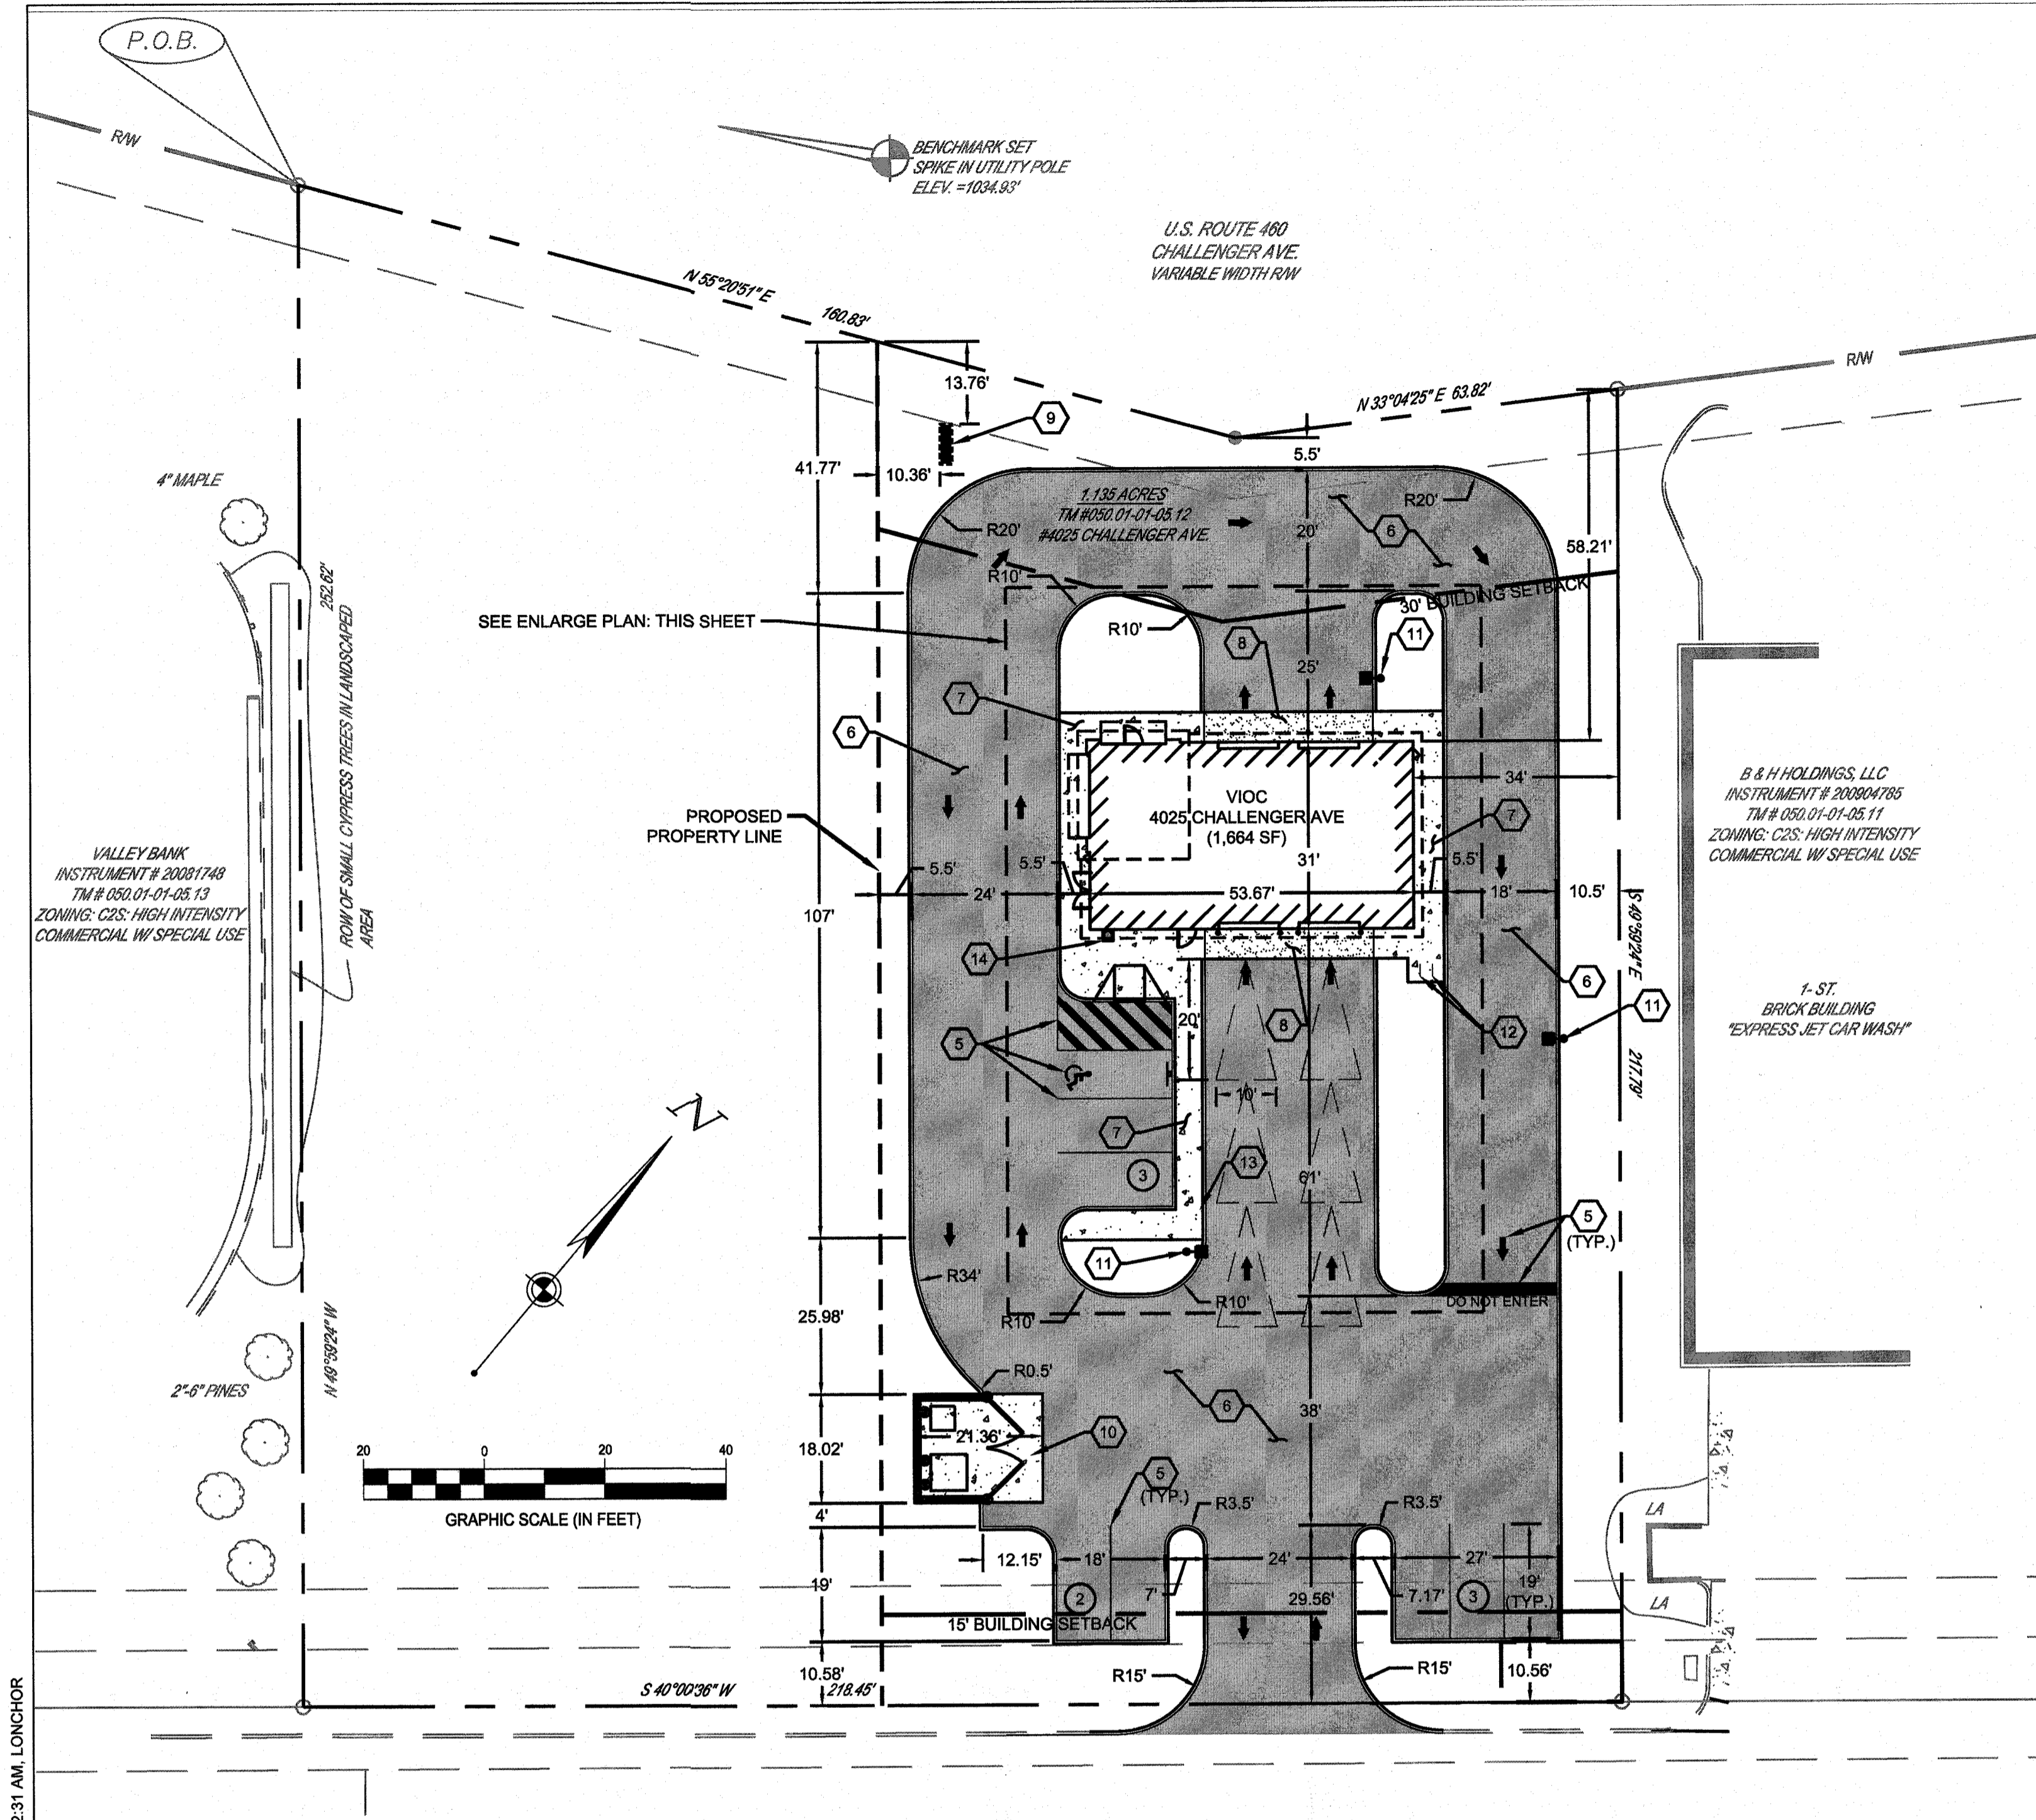 P.O.B.
R/W
BENCHMARK SET
SPIKE IN UTILITY POLE
ELEV. =1034.93'
U.S. ROUTE 460
CHALLENGER AVE.
VARIABLE WIDTH R/W
N 55°20'51" E
160.83'
13.76'
9
N 33°04'25" E 63.82'
R/W
5.5'
41.77'
10.36'
4" MAPLE
1.135 ACRES
TM #050.01-01-05.12
#4025 CHALLENGER AVE.
R20'
R20'
20'
6
58.21'
R10'
30' BUILDING SETBACK
252.62'
ROW OF SMALL CYPRESS TREES IN LANDSCAPED
AREA
SEE ENLARGE PLAN: THIS SHEET
R10'
8
11
25'
7
6
34'
VIOC
4025 CHALLENGER AVE
(1,664 SF)
7
B & H HOLDINGS, LLC
INSTRUMENT # 200904785
TM # 050.01-01-05.11
ZONING: C2S: HIGH INTENSITY
COMMERCIAL W/ SPECIAL USE
PROPOSED
PROPERTY LINE
VALLEY BANK
INSTRUMENT # 20081748
TM # 050.01-01-05.13
ZONING: C2S: HIGH INTENSITY
COMMERCIAL W/ SPECIAL USE
5.5'
24'
5.5'
31'
53.67'
5.5'
18'
10.5'
107'
S 49°59'24" E
217.79'
14
6
1- ST.
BRICK BUILDING
"EXPRESS JET CAR WASH"
11
20'
8
12
5
10'
N
7
13
3
61'
5
(TYP.)
11
R34'
R10'
DO NOT ENTER
R10'
25.98'
N 49°59'24" W
R0.5'
2"-6" PINES
6
38'
21.36'
10
18.02'
20
0
20
40
GRAPHIC SCALE (IN FEET)
5
(TYP.)
R3.5'
R3.5'
4'
LA
12.15'
18'
24'
27'
19'
7'
2
29.56'
7.17'
3
19'
(TYP.)
LA
15' BUILDING SETBACK
10.58'
R15'
R15'
10.56'
S 40°00'36" W
218.45'
2:31 AM, LONCHOR